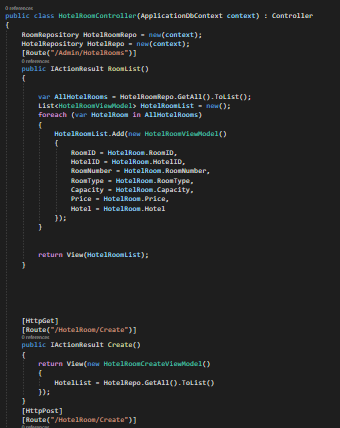 0 references
public class HotelRoomController(ApplicationDbContext context) : Controller
{
RoomRepository HotelRoomRepo = new(context);
HotelRepository HotelRepo = new(context);
[Route("/Admin/HotelRooms")]
0 references
public IActionResult RoomList()
{
var AllHotelRooms = HotelRoomRepo.GetAll().ToList();
List<HotelRoomViewModel> HotelRoomList = new();
foreach (var HotelRoom in AllHotelRooms)
{
HotelRoomList.Add(new HotelRoomViewModel()
{
RoomID = HotelRoom.RoomID,
HotelID = HotelRoom.HotelID,
RoomNumber = HotelRoom.RoomNumber,
RoomType = HotelRoom.RoomType,
Capacity = HotelRoom.Capacity,
Price = HotelRoom.Price,
Hotel = HotelRoom.Hotel
});
}
return View(HotelRoomList);
}
[HttpGet]
[Route("/HotelRoom/Create")]
0 references
public IActionResult Create()
{
return View(new HotelRoomCreateViewModel()
{
HotelList = HotelRepo.GetAll().ToList()
});
}
[HttpPost]
[Route("/HotelRoom/Create")]
0 references